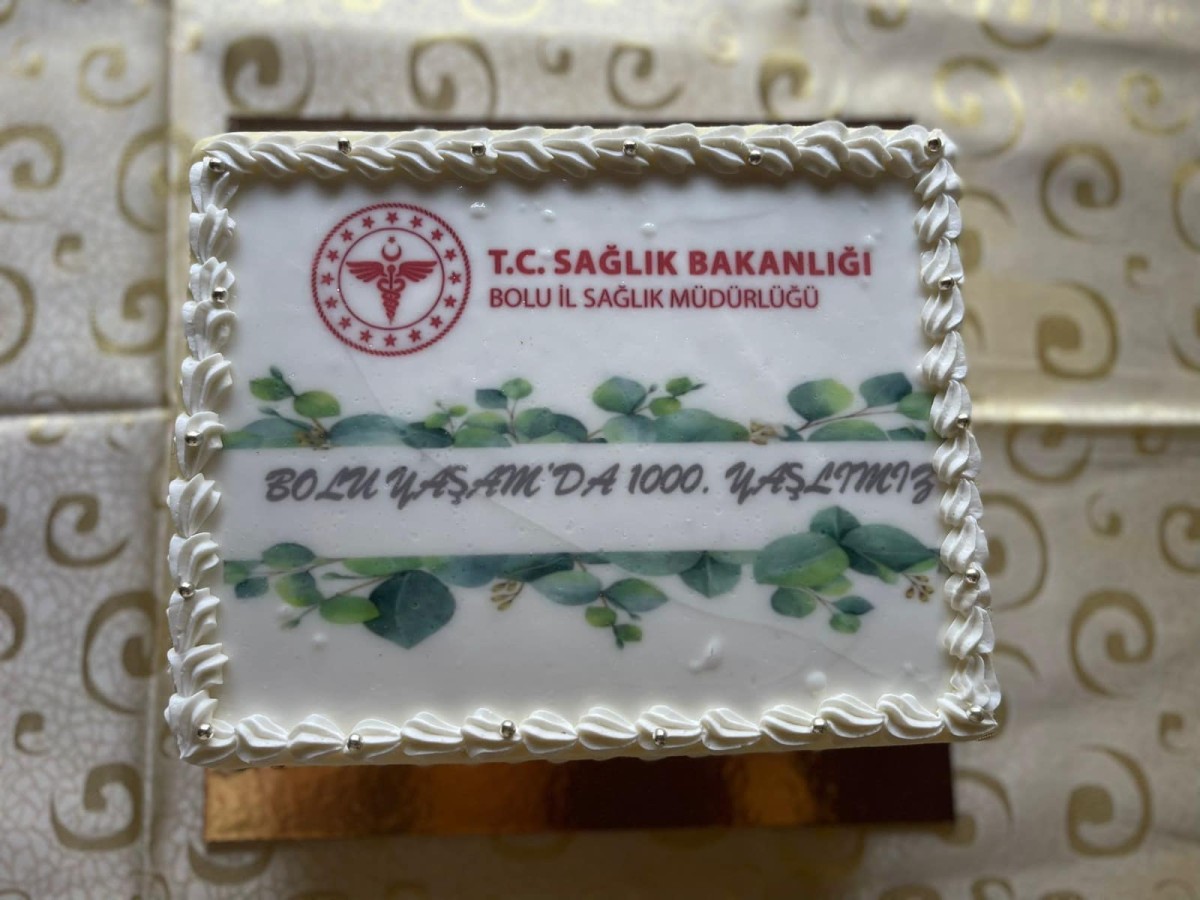 T.C. SAĞLIK BAKANLIĞI
BOLU İL SAĞLIK MÜDÜRLÜĞÜ
BOLU YAŞAM'DA 1000. YAŞLIMIZ